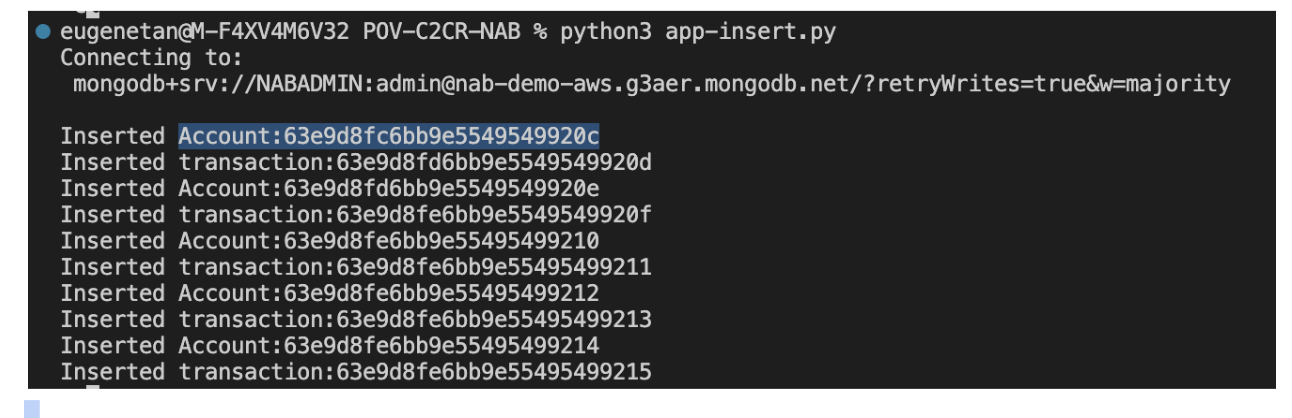 eugenetan@M-F4XV4M6V32 POV-C2CR-NAB % python3 app-insert.py
Connecting to:
mongodb+srv://NABADMIN:admin@nab-demo-aws.g3aer.mongodb.net/?retryWrites=true&w=majority
Inserted Account:63e9d8fc6bb9e5549549920c
Inserted transaction:63e9d8fd6bb9e5549549920d
Inserted Account:63e9d8fd6bb9e5549549920e
Inserted transaction:63e9d8fe6bb9e5549549920f
Inserted Account:63e9d8fe6bb9e55495499210
Inserted transaction:63e9d8fe6bb9e55495499211
Inserted Account:63e9d8fe6bb9e55495499212
Inserted transaction:63e9d8fe6bb9e55495499213
Inserted Account:63e9d8fe6bb9e55495499214
Inserted transaction:63e9d8fe6bb9e55495499215